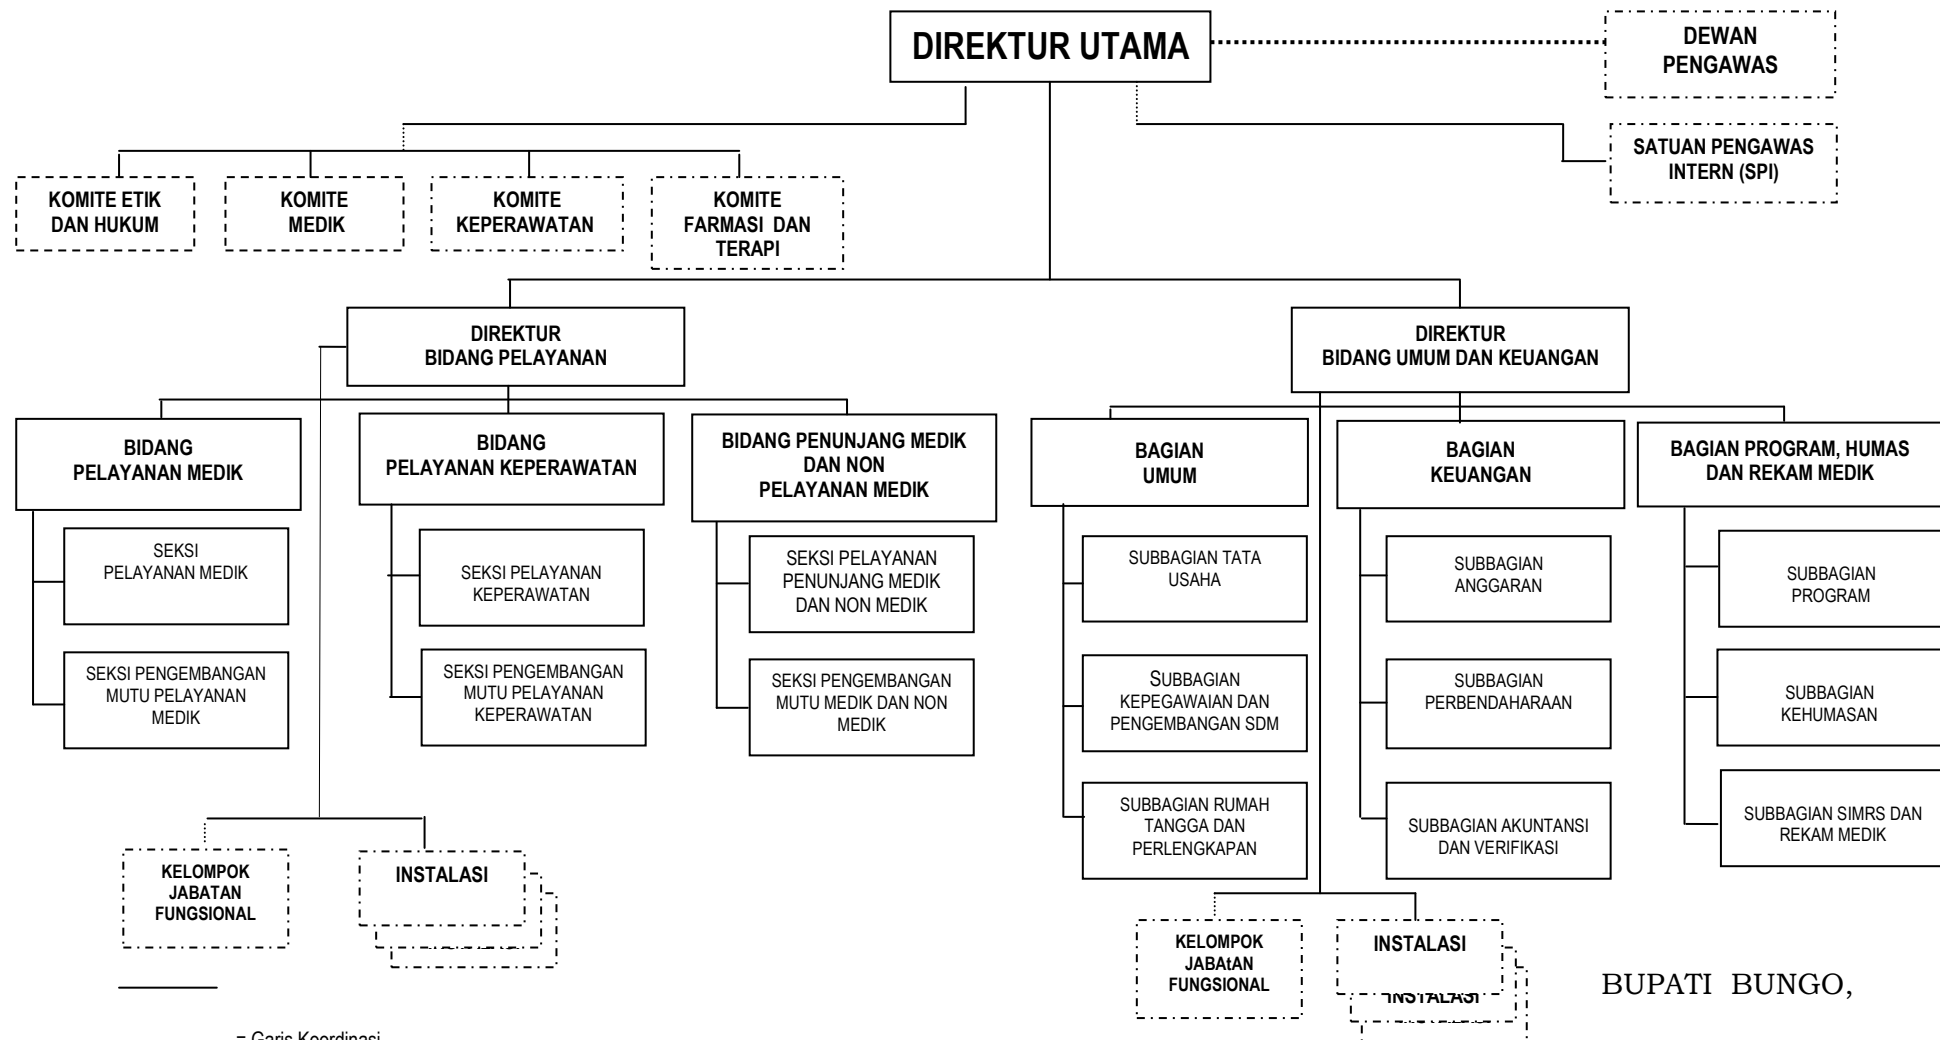 DIREKTUR UTAMA
DEWAN
PENGAWAS
SATUAN PENGAWAS
INTERN (SPI)
KOMITE ETIK
DAN HUKUM
KOMITE
MEDIK
KOMITE
KEPERAWATAN
KOMITE
FARMASI DAN
TERAPI
DIREKTUR
BIDANG PELAYANAN
DIREKTUR
BIDANG UMUM DAN KEUANGAN
BIDANG
PELAYANAN MEDIK
BIDANG
PELAYANAN KEPERAWATAN
BIDANG PENUNJANG MEDIK
DAN NON
PELAYANAN MEDIK
BAGIAN
UMUM
BAGIAN
KEUANGAN
BAGIAN PROGRAM, HUMAS
DAN REKAM MEDIK
SEKSI
PELAYANAN MEDIK
SEKSI PELAYANAN
KEPERAWATAN
SEKSI PELAYANAN
PENUNJANG MEDIK
DAN NON MEDIK
SUBBAGIAN TATA
USAHA
SUBBAGIAN
ANGGARAN
SUBBAGIAN
PROGRAM
SEKSI PENGEMBANGAN
MUTU PELAYANAN
MEDIK
SEKSI PENGEMBANGAN
MUTU PELAYANAN
KEPERAWATAN
SEKSI PENGEMBANGAN
MUTU MEDIK DAN NON
MEDIK
SUBBAGIAN
KEPEGAWAIAN DAN
PENGEMBANGAN SDM
SUBBAGIAN
PERBENDAHARAAN
SUBBAGIAN
KEHUMASAN
SUBBAGIAN RUMAH
TANGGA DAN
PERLENGKAPAN
SUBBAGIAN AKUNTANSI
DAN VERIFIKASI
SUBBAGIAN SIMRS DAN
REKAM MEDIK
KELOMPOK
JABATAN
FUNGSIONAL
INSTALASI
KELOMPOK
JABAtAN
FUNGSIONAL
INSTALASI
INSTALASI
BUPATI BUNGO,
= Garis Koordinasi